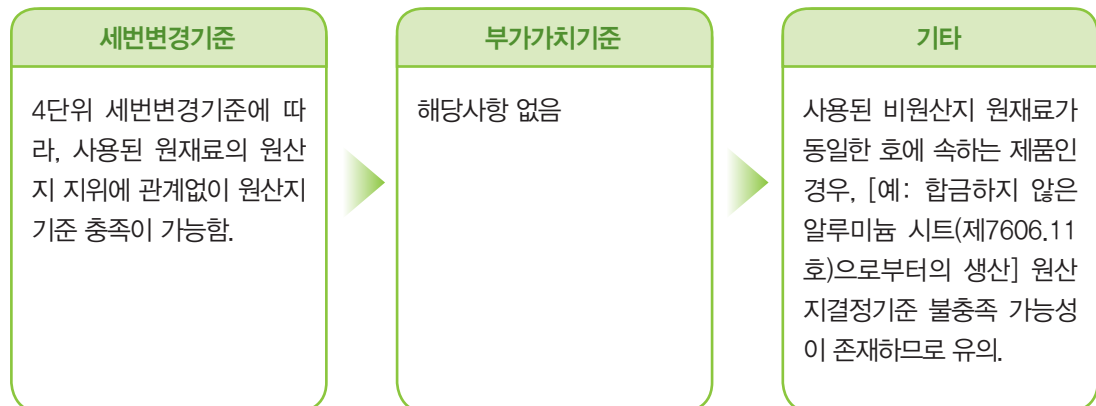 세번변경기준
4단위 세번변경기준에 따
라, 사용된 원재료의 원산
지 지위에 관계없이 원산지
기준 충족이 가능함.
부가가치기준
해당사항 없음
기타
사용된 비원산지 원재료가
동일한 호에 속하는 제품인
경우, [예: 합금하지 않은
알루미늄 시트(제7606.11
호)으로부터의 생산] 원산
지결정기준 불충족 가능성
이 존재하므로 유의.